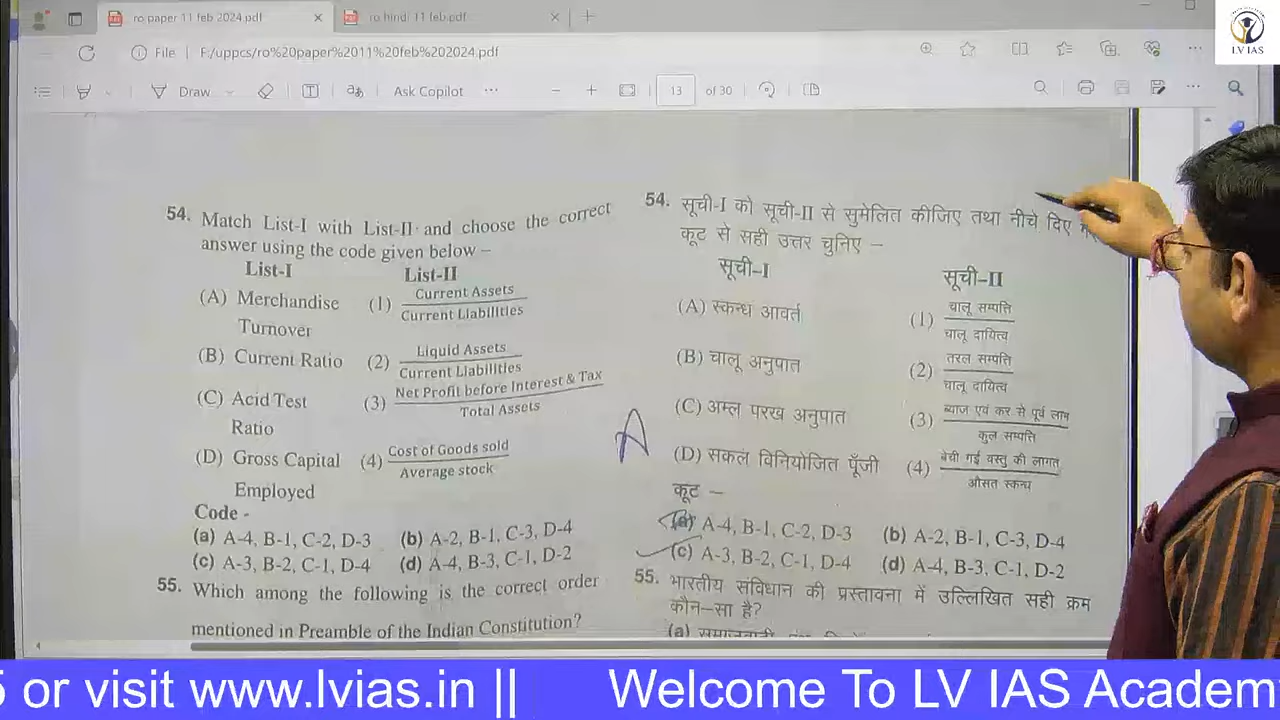 ro paper 11 feb 2024.pdf
ro hindi 11 feb.pdf
File
F:/uppcs/ro%20paper%2011%20feb%202024.pdf
Draw
Ask Copilot
13
of 30
LV IAS
54. Match List-I with List-II and choose the correct
answer using the code given below –
List-I
List-II
(A) Merchandise
Turnover
(1) Current Assets
Current Liabilities
(B) Current Ratio
(2) Liquid Assets
Current Liabilities
(C) Acid Test
Ratio
(3) Net Profit before Interest & Tax
Total Assets
(D) Gross Capital
Employed
(4) Cost of Goods sold
Average stock
Code -
(a) A-4, B-1, C-2, D-3
(b) A-2, B-1, C-3, D-4
(c) A-3, B-2, C-1, D-4
(d) A-4, B-3, C-1, D-2
55. Which among the following is the correct order
mentioned in Preamble of the Indian Constitution?
A
54. सूची-I को सूची-II से सुमेलित कीजिए तथा नीचे दिए
कूट से सही उत्तर चुनिए –
सूची-I
सूची-II
(A) स्कन्ध आवर्त
(1) चालू सम्पत्ति
चालू दायित्व
(B) चालू अनुपात
(2) तरल सम्पत्ति
चालू दायित्व
(C) अम्ल परख अनुपात
(3) ब्याज एवं कर से पूर्व लाभ
कुल सम्पत्ति
(D) सकल विनियोजित पूँजी
(4) बेची गई वस्तु की लागत
औसत स्कन्ध
कूट –
(a) A-4, B-1, C-2, D-3
(b) A-2, B-1, C-3, D-4
(c) A-3, B-2, C-1, D-4
(d) A-4, B-3, C-1, D-2
55. भारतीय संविधान की प्रस्तावना में उल्लिखित सही क्रम
कौन–सा है?
(a)
5 or visit www.lvias.in || Welcome To LV IAS Academ